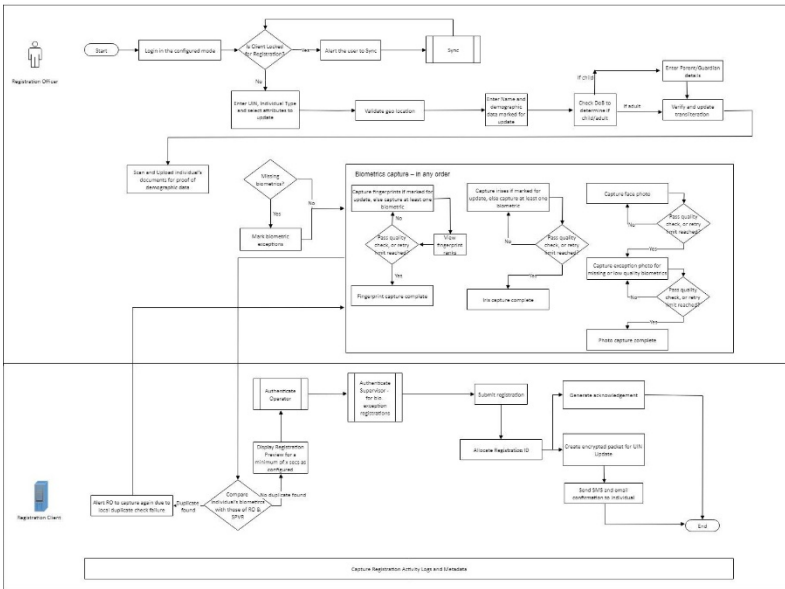 Start
Login in the configured mode
Is Client Locked
for Registration?
Yes
Alert the user to Sync
Sync
Registration Officer
No
Enter UIN, Individual Type
and select attributes to
update
Validate geo location
Enter Name and
demographic
data marked for
update
Check DoB to
determine if
child/adult
If child
Enter Parent/Guardian
details
If adult
Verify and update
transliteration
Scan and Upload individual's
documents for proof of
demographic data
Missing
biometrics?
No
Yes
Mark biometric
exceptions
Biometrics capture – in any order
Capture fingerprints if marked for
update, else capture at least one
biometric
No
Pass quality
check, or retry
limit reached?
View
fingerprint
Yes
Fingerprint capture complete
Capture irises if marked for
update, else capture at least one
biometric
No
Pass quality
check, or retry
limit reached?
Yes
Iris capture complete
Capture face photo
No
Pass quality
check, or retry
limit reached?
Yes
Capture exception photo for
missing or low quality biometrics
No
Pass quality
check, or retry
limit reached?
Yes
Photo capture complete
Authenticate
Operator
Authenticate
Supervisor -
for bio
exception
registrations
Submit registration
Generate acknowledgement
Display Registration
Preview for a
minimum of x secs as
configured
Allocate Registration ID
Create encrypted packet for UIN
Update
Send SMS and email
confirmation to individual
End
Registration Client
Alert RO to capture again due to
local duplicate check failure
Duplicate
found
Compare
individual's biometrics
with those of RO &
SPVR
No duplicate found
Capture Registration Activity Logs and Metadata